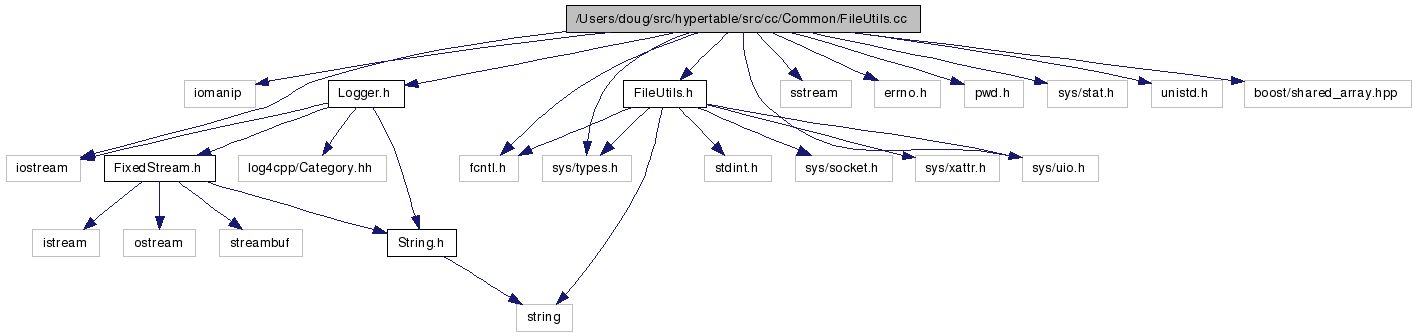 /Users/doug/src/hypertable/src/cc/Common/FileUtils.cc
iomanip
Logger.h
FileUtils.h
sstream
errno.h
pwd.h
sys/stat.h
unistd.h
boost/shared_array.hpp
iostream
FixedStream.h
log4cpp/Category.hh
fcntl.h
sys/types.h
stdint.h
sys/socket.h
sys/xattr.h
sys/uio.h
istream
ostream
streambuf
String.h
string